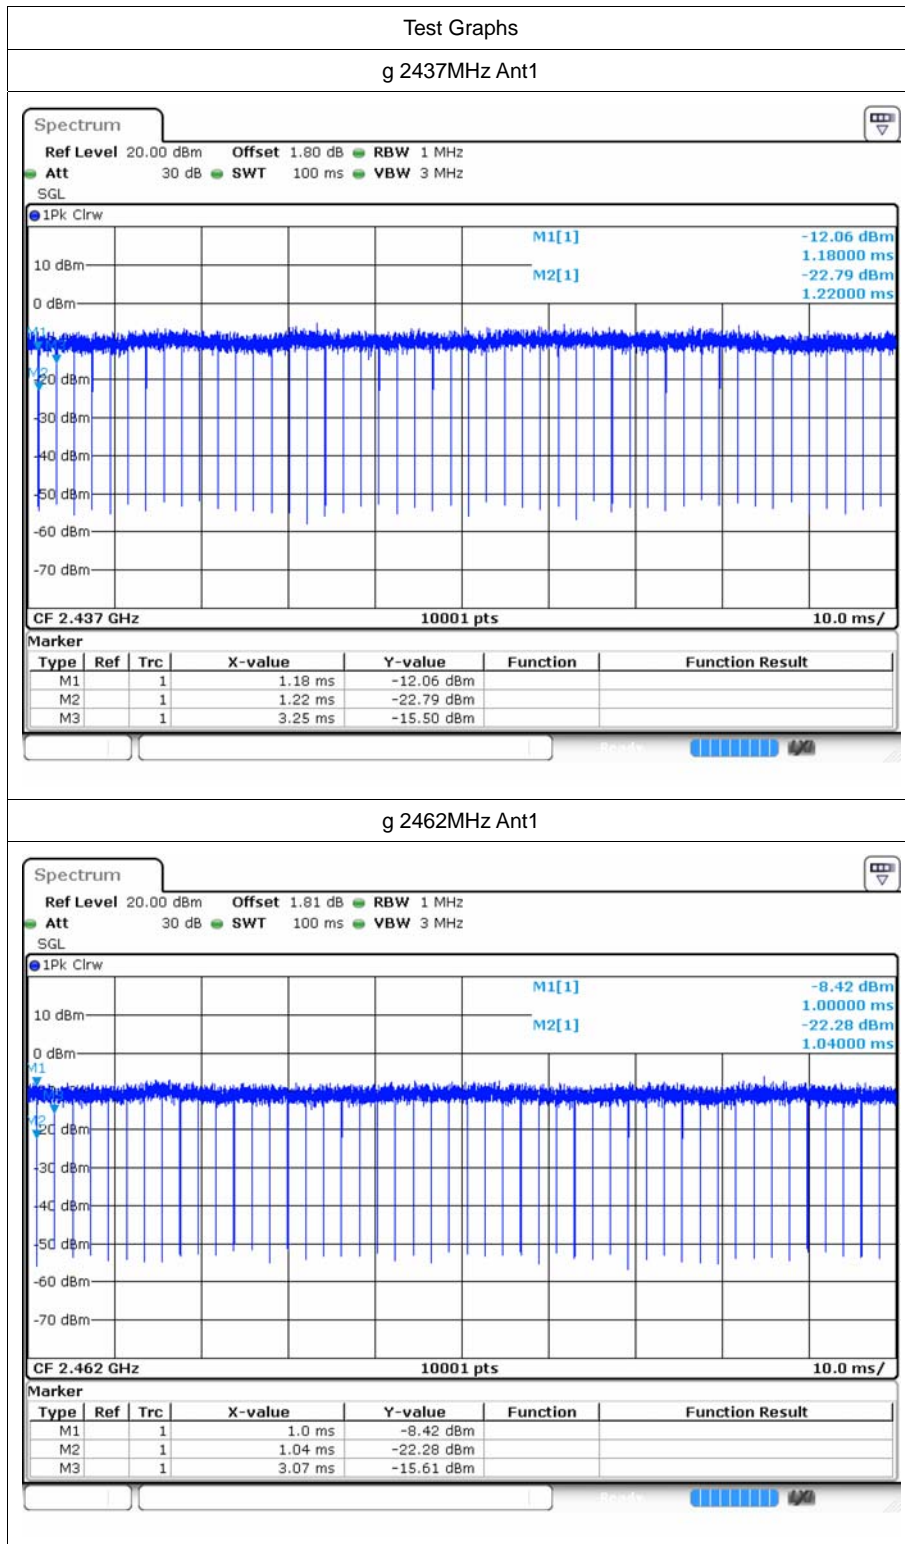 Test Graphs
g 2437MHz Ant1
Spectrum
Ref Level 20.00 dBm Offset 1.80 dB RBW 1 MHz
Att 30 dB SWT 100 ms VBW 3 MHz
SGL
1Pk Clrw
M1[1] -12.06 dBm
1.18000 ms
10 dBm
M2[1] -22.79 dBm
1.22000 ms
0 dBm
M1
M2
-20 dBm
-30 dBm
-40 dBm
-50 dBm
-60 dBm
-70 dBm
CF 2.437 GHz 10001 pts 10.0 ms/
Marker
Type Ref Trc X-value Y-value Function Function Result
M1 1 1.18 ms -12.06 dBm
M2 1 1.22 ms -22.79 dBm
M3 1 3.25 ms -15.50 dBm
Ready
g 2462MHz Ant1
Spectrum
Ref Level 20.00 dBm Offset 1.81 dB RBW 1 MHz
Att 30 dB SWT 100 ms VBW 3 MHz
SGL
1Pk Clrw
M1[1] -8.42 dBm
1.00000 ms
10 dBm
M2[1] -22.28 dBm
1.04000 ms
0 dBm
M1
M2
-20 dBm
-30 dBm
-40 dBm
-50 dBm
-60 dBm
-70 dBm
CF 2.462 GHz 10001 pts 10.0 ms/
Marker
Type Ref Trc X-value Y-value Function Function Result
M1 1 1.0 ms -8.42 dBm
M2 1 1.04 ms -22.28 dBm
M3 1 3.07 ms -15.61 dBm
Ready